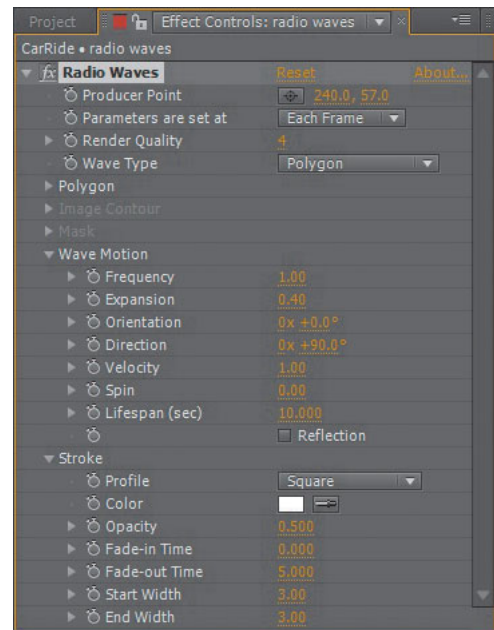 Project Effect Controls: radio waves
CarRide • radio waves
fx Radio Waves Reset About...
Producer Point 240.0, 57.0
Parameters are set at Each Frame
Render Quality 4
Wave Type Polygon
Polygon
Image Contour
Mask
Wave Motion
Frequency 1.00
Expansion 0.40
Orientation 0x +0.0°
Direction 0x +90.0°
Velocity 1.00
Spin 0.00
Lifespan (sec) 10.000
Reflection
Stroke
Profile Square
Color
Opacity 0.500
Fade-in Time 0.000
Fade-out Time 5.000
Start Width 3.00
End Width 3.00